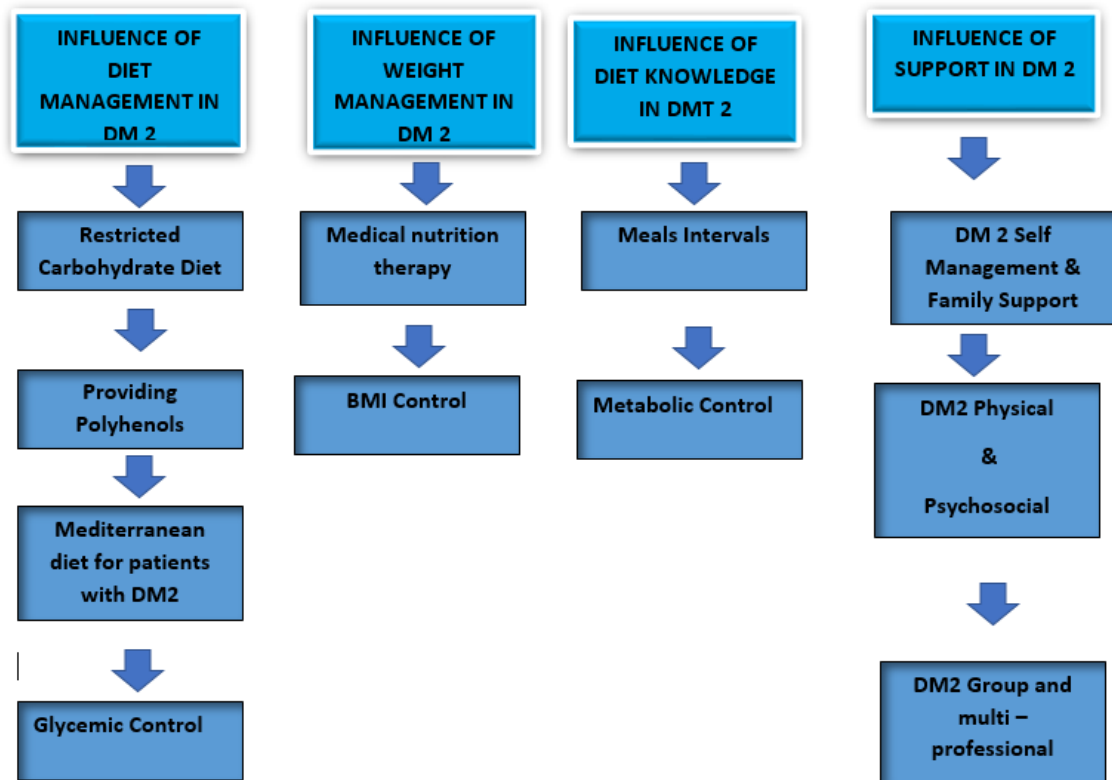 INFLUENCE OF
DIET
MANAGEMENT IN
DM 2
Restricted
Carbohydrate Diet
Providing
Polyhenols
Mediterranean
diet for patients
with DM2
Glycemic Control
INFLUENCE OF
WEIGHT
MANAGEMENT IN
DM 2
Medical nutrition
therapy
BMI Control
INFLUENCE OF
DIET KNOWLEDGE
IN DMT 2
Meals Intervals
Metabolic Control
INFLUENCE OF
SUPPORT IN DM 2
DM 2 Self
Management &
Family Support
DM2 Physical
&
Psychosocial
DM2 Group and
multi –
professional